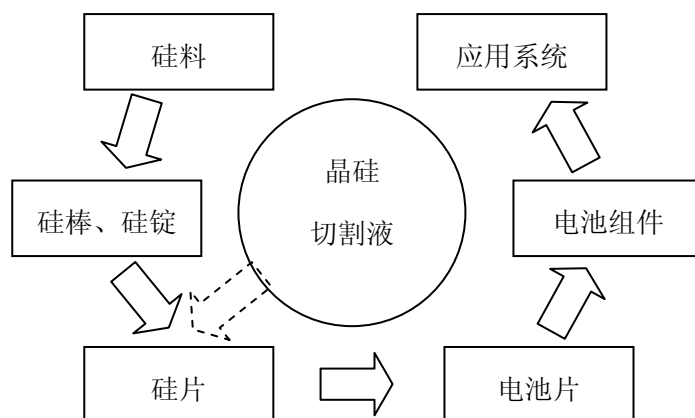 硅料
应用系统
晶硅
切割液
硅棒、硅锭
电池组件
硅片
电池片